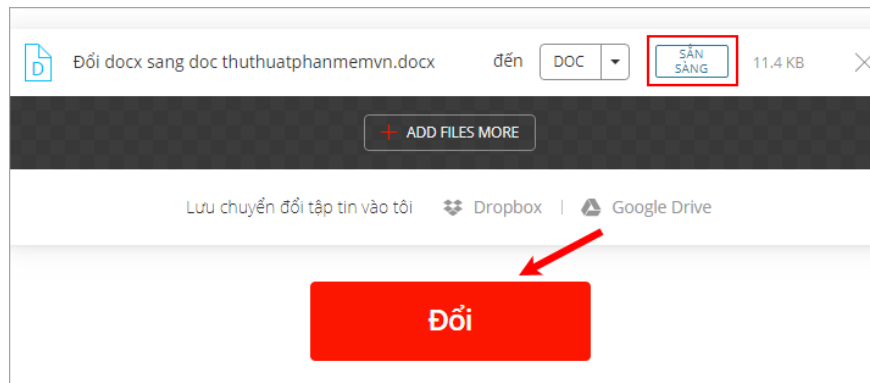 D Đổi docx sang doc thuthuatphanmemvn.docx đến DOC SẴN SÀNG 11.4 KB
ADD FILES MORE
Lưu chuyển đổi tập tin vào tôi Dropbox | Google Drive
Đổi